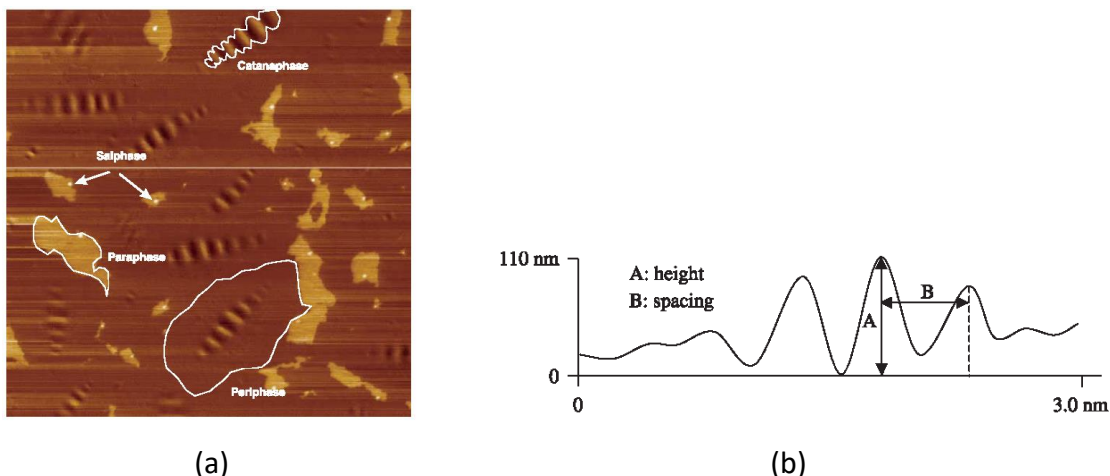 Catanaphase
Salphase
Paraphase
Periphase
(a)
110 nm
A: height
B: spacing
B
A
0
0
3.0 nm
(b)